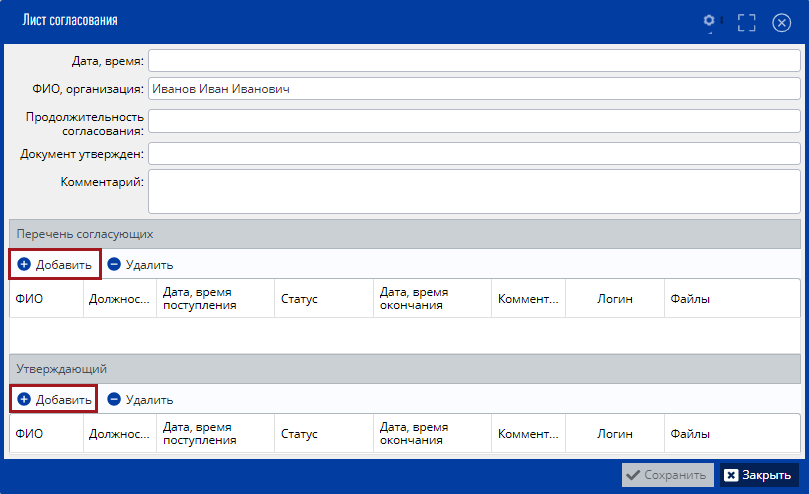 Лист согласования
Дата, время:
ФИО, организация: Иванов Иван Иванович
Продолжительность
согласования:
Документ утвержден:
Комментарий:
Перечень согласующих
Добавить Удалить
ФИО Должнос... Дата, время поступления Статус Дата, время окончания Коммент... Логин Файлы
Утверждающий
Добавить Удалить
ФИО Должнос... Дата, время поступления Статус Дата, время окончания Коммент... Логин Файлы
Сохранить Закрыть